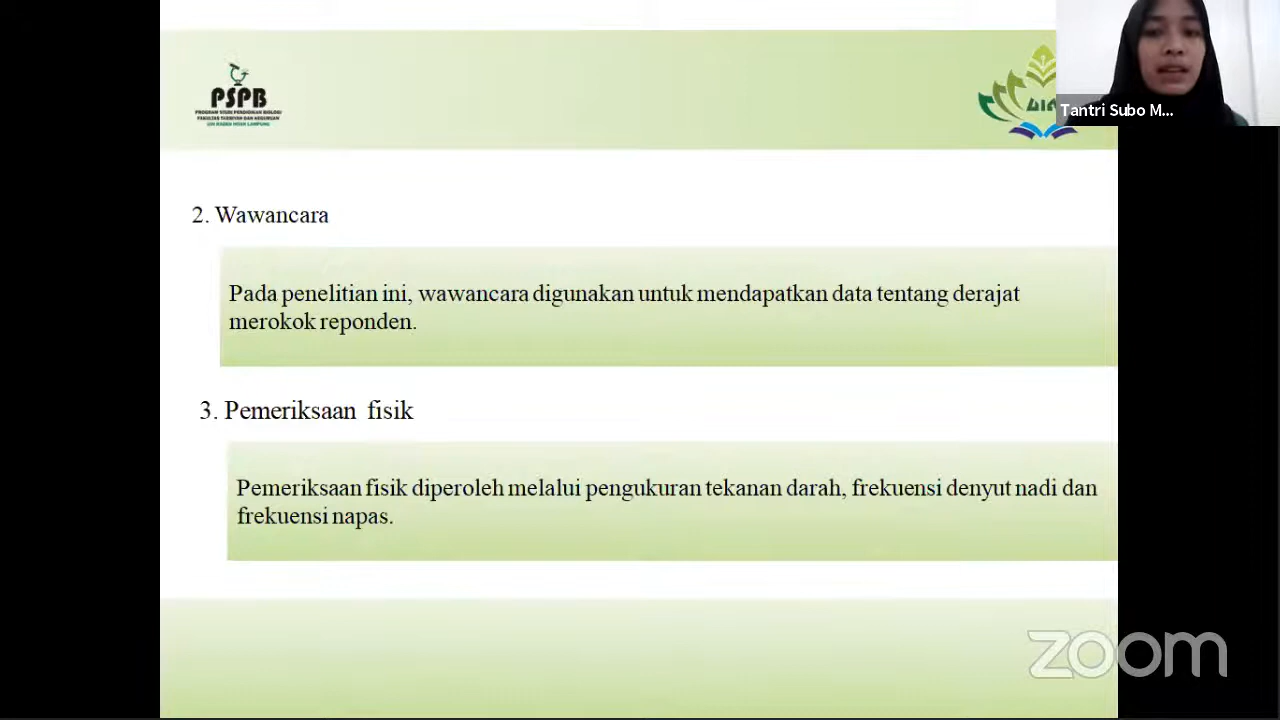 PSPB
PROGRAM STUDI PENDIDIKAN BIOLOGI
FAKULTAS TARBIYAH DAN KEGURUAN
UIN RADEN INTAN LAMPUNG
Tantri Subo M...
2. Wawancara
Pada penelitian ini, wawancara digunakan untuk mendapatkan data tentang derajat
merokok reponden.
3. Pemeriksaan fisik
Pemeriksaan fisik diperoleh melalui pengukuran tekanan darah, frekuensi denyut nadi dan
frekuensi napas.
zoom